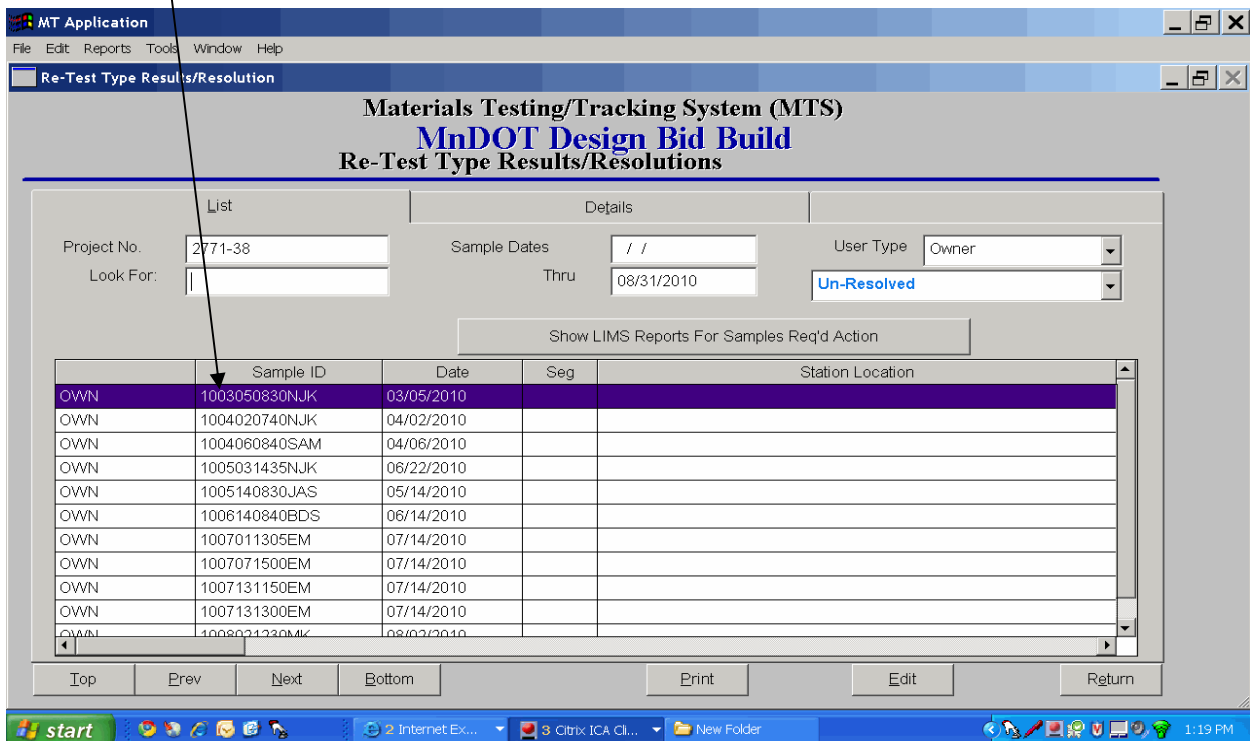 MT Application
File Edit Reports Tools Window Help
Re-Test Type Results/Resolution
Materials Testing/Tracking System (MTS)
MnDOT Design Bid Build
Re-Test Type Results/Resolutions
List Details
Project No. 2771-38 Sample Dates / / User Type Owner
Look For: Thru 08/31/2010 Un-Resolved
Show LIMS Reports For Samples Req'd Action
Sample ID Date Seg Station Location
OWN 1003050830NJK 03/05/2010
OWN 1004020740NJK 04/02/2010
OWN 1004060840SAM 04/06/2010
OWN 1005031435NJK 06/22/2010
OWN 1005140830JAS 05/14/2010
OWN 1006140840BDS 06/14/2010
OWN 1007011305EM 07/14/2010
OWN 1007071500EM 07/14/2010
OWN 1007131150EM 07/14/2010
OWN 1007131300EM 07/14/2010
OWN 1008021230MK 08/02/2010
Top Prev Next Bottom Print Edit Return
start 2 Internet Ex... 3 Citrix ICA Cli... New Folder 1:19 PM